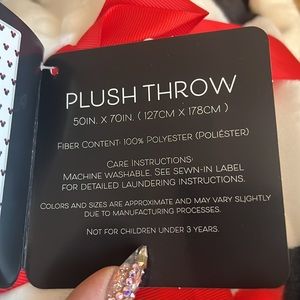 PLUSH THROW
50IN. X 70IN. ( 127CM X 178CM )
FIBER CONTENT: 100% POLYESTER (POLIÉSTER)
CARE INSTRUCTIONS:
MACHINE WASHABLE. SEE SEWN-IN LABEL
FOR DETAILED LAUNDERING INSTRUCTIONS.
COLORS AND SIZES ARE APPROXIMATE AND MAY VARY SLIGHTLY
DUE TO MANUFACTURING PROCESSES.
NOT FOR CHILDREN UNDER 3 YEARS.